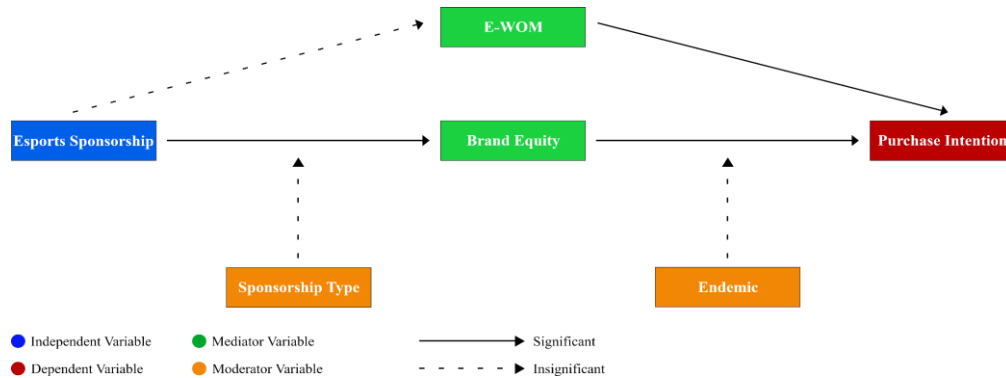 E-WOM
Esports Sponsorship
Brand Equity
Purchase Intention
Sponsorship Type
Endemic
Independent Variable
Mediator Variable
Significant
Dependent Variable
Moderator Variable
Insignificant